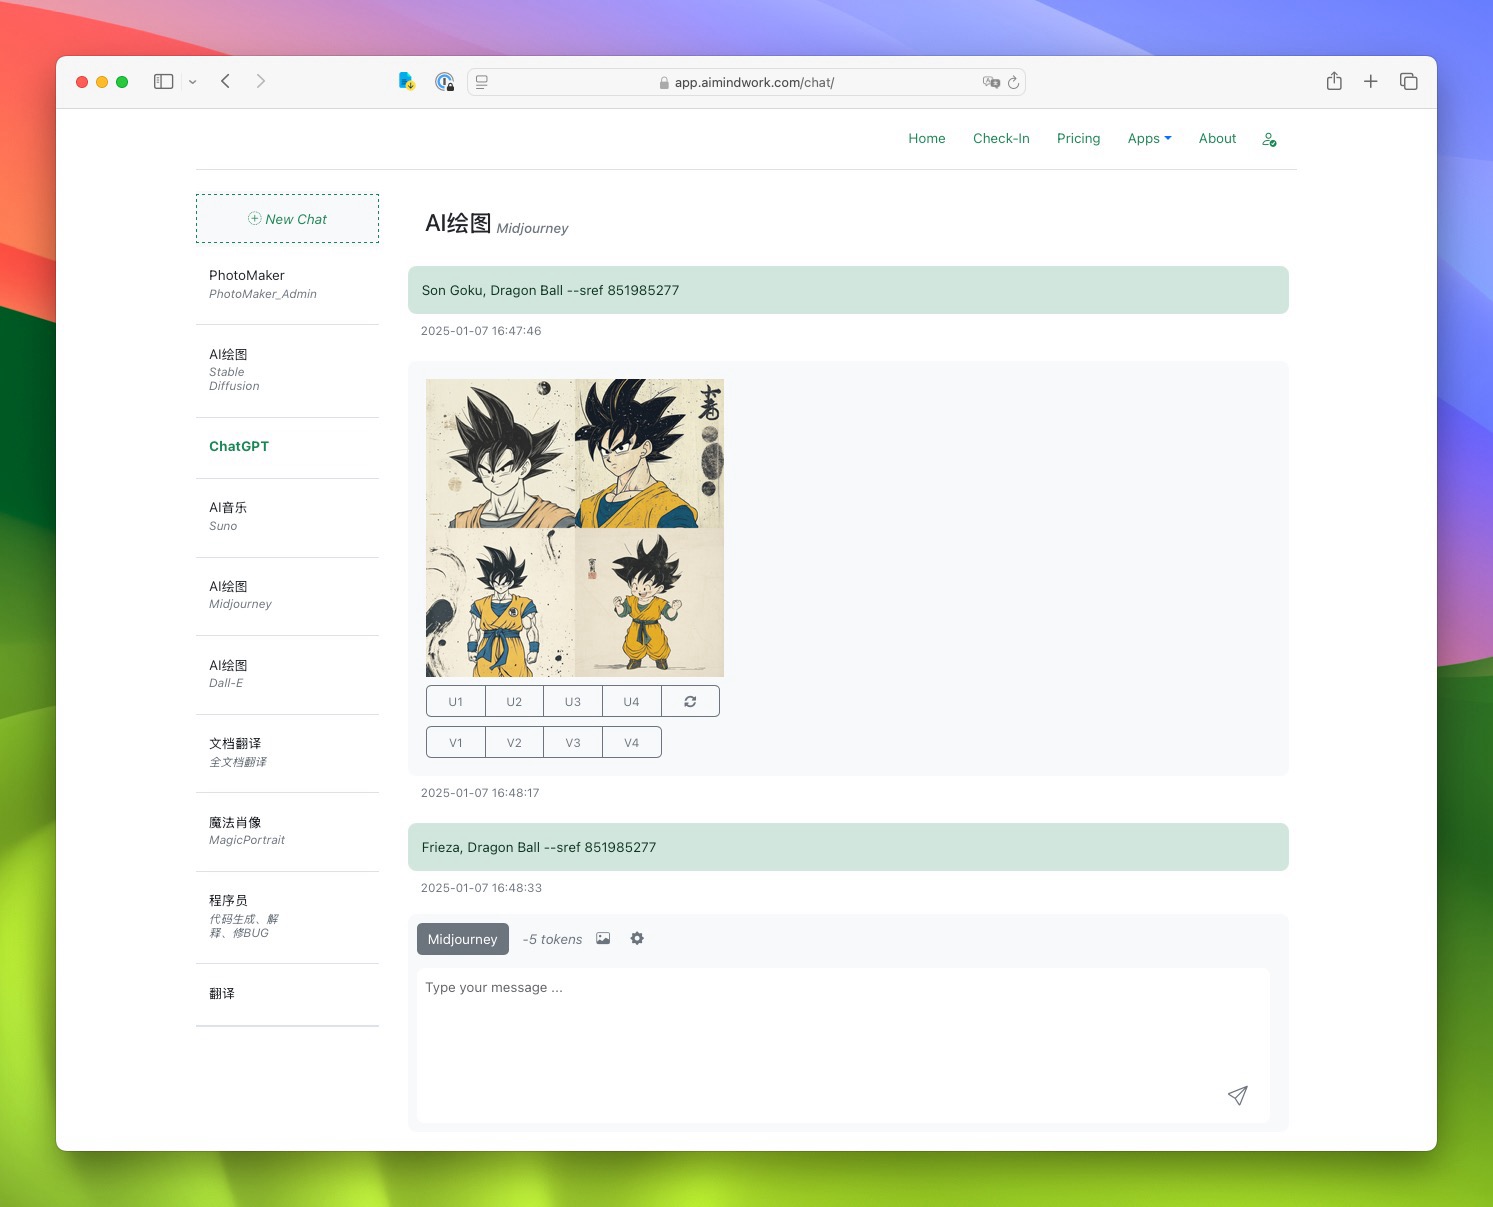 app.aimindwork.com/chat/
Home Check-In Pricing Apps About
New Chat
PhotoMaker
PhotoMaker_Admin
AI绘图
Stable
Diffusion
ChatGPT
AI音乐
Suno
AI绘图
Midjourney
AI绘图
Dall-E
文档翻译
全文档翻译
魔法肖像
MagicPortrait
程序员
代码生成、解
释、修BUG
翻译
AI绘图 Midjourney
Son Goku, Dragon Ball --sref 851985277
2025-01-07 16:47:46
U1 U2 U3 U4
V1 V2 V3 V4
2025-01-07 16:48:17
Frieza, Dragon Ball --sref 851985277
2025-01-07 16:48:33
Midjourney -5 tokens
Type your message ...